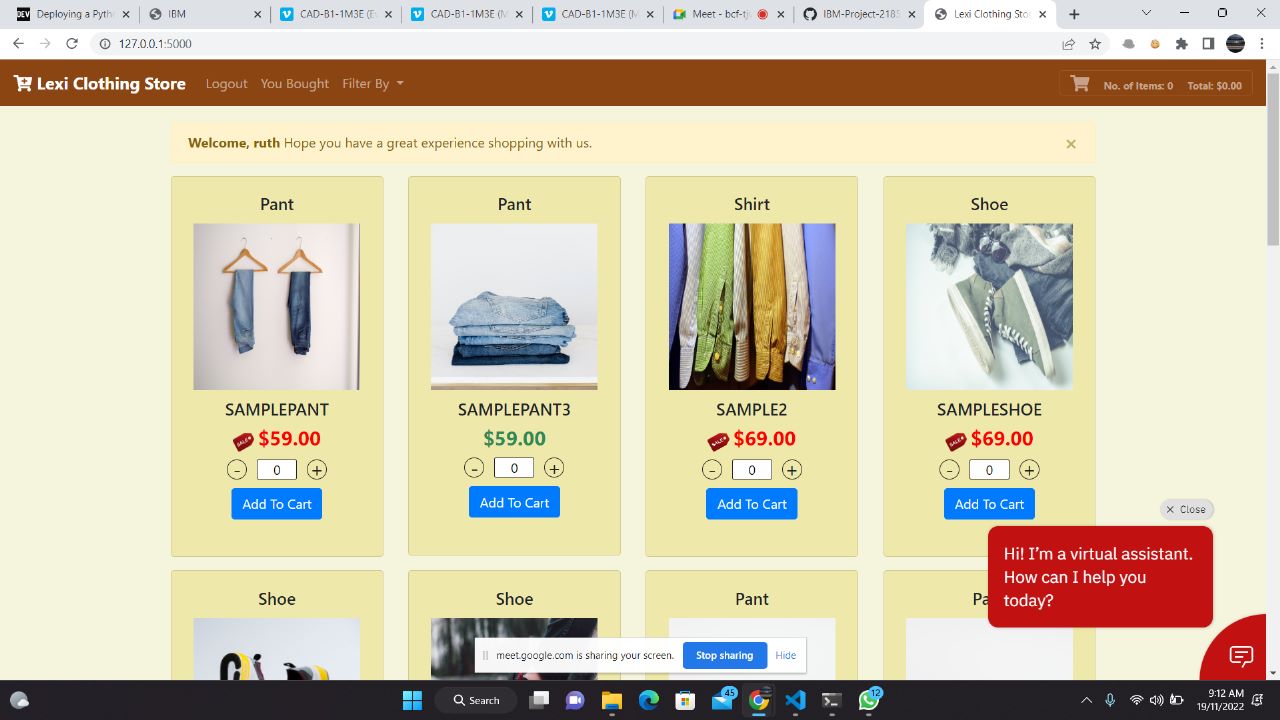 DEV Deploying a Pytho
IBM
CAD-B1-1M3E (Ev
CAD-B1-1M3E (M
CAD-B1-1M3E (M
Meet -
IBM-Project-2185
Lexi Clothing Sto
127.0.0.1:5000
Lexi Clothing Store Logout You Bought Filter By No. of Items: 0 Total: $0.00
Welcome, ruth Hope you have a great experience shopping with us. ×
Pant Pant Shirt Shoe
SAMPLEPANT SAMPLEPANT3 SAMPLE2 SAMPLESHOE
SALE $59.00 $59.00 SALE $69.00 SALE $69.00
- 0 + - 0 + - 0 + - 0 +
Add To Cart Add To Cart Add To Cart Add To Cart
× Close
Hi! I'm a virtual assistant.
How can I help you
today?
Shoe Shoe Pant Pa
meet.google.com is sharing your screen. Stop sharing Hide
Search 45 12 9:12 AM
19/11/2022